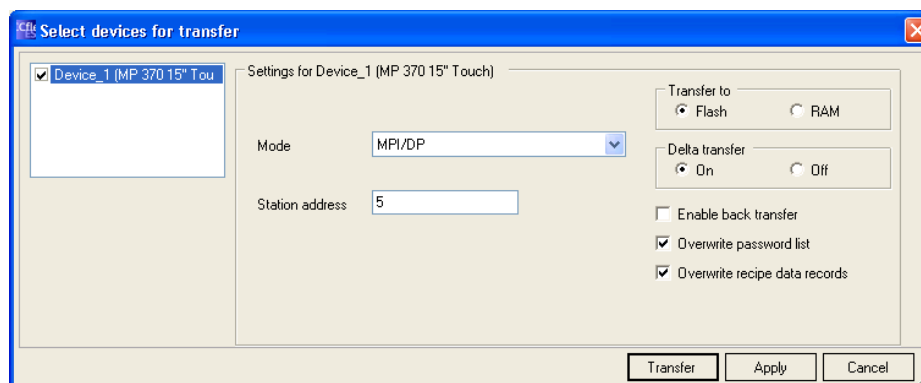 Select devices for transfer
Device_1 (MP 370 15" Tou
Settings for Device_1 (MP 370 15" Touch)
Transfer to
Flash RAM
Mode MPI/DP
Delta transfer
On Off
Station address 5
Enable back transfer
Overwrite password list
Overwrite recipe data records
Transfer Apply Cancel